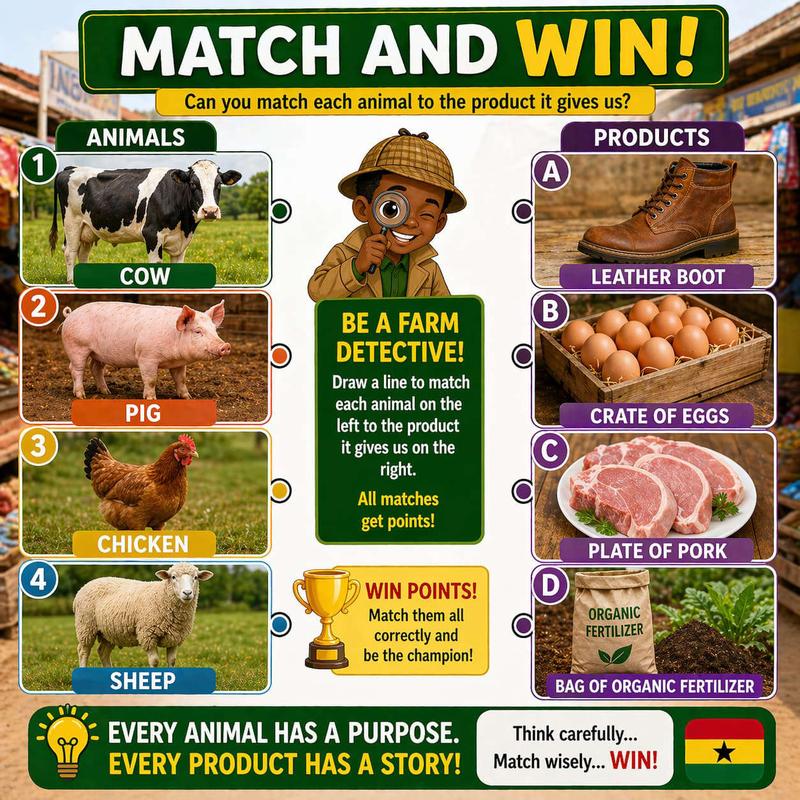 MATCH AND WIN!
Can you match each animal to the product it gives us?
ANIMALS
1
COW
2
PIG
3
CHICKEN
4
SHEEP
BE A FARM
DETECTIVE!
Draw a line to match
each animal on the
left to the product
it gives us on the
right.
All matches
get points!
WIN POINTS!
Match them all
correctly and
be the champion!
PRODUCTS
A
LEATHER BOOT
B
CRATE OF EGGS
C
PLATE OF PORK
D
ORGANIC
FERTILIZER
BAG OF ORGANIC FERTILIZER
EVERY ANIMAL HAS A PURPOSE.
EVERY PRODUCT HAS A STORY!
Think carefully...
Match wisely... WIN!